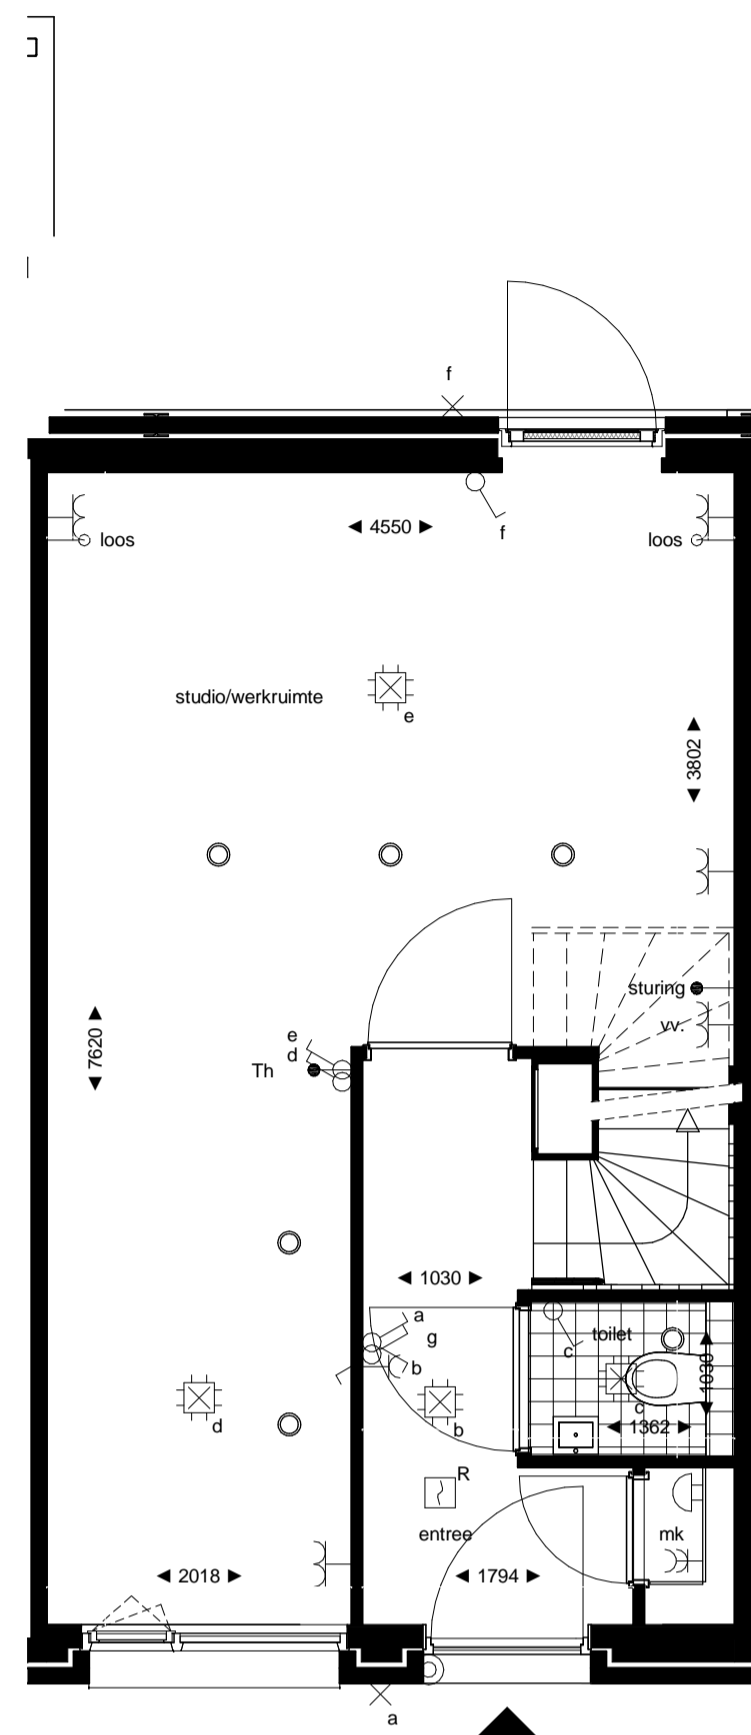 f
4550
f
loos
loos
studio/werkruimte
e
3802
sturing
vv.
7620
e
d
Th
1030
a
g
b
toilet
c
1030
c
1362
d
b
R
entree
mk
2018
1794
a